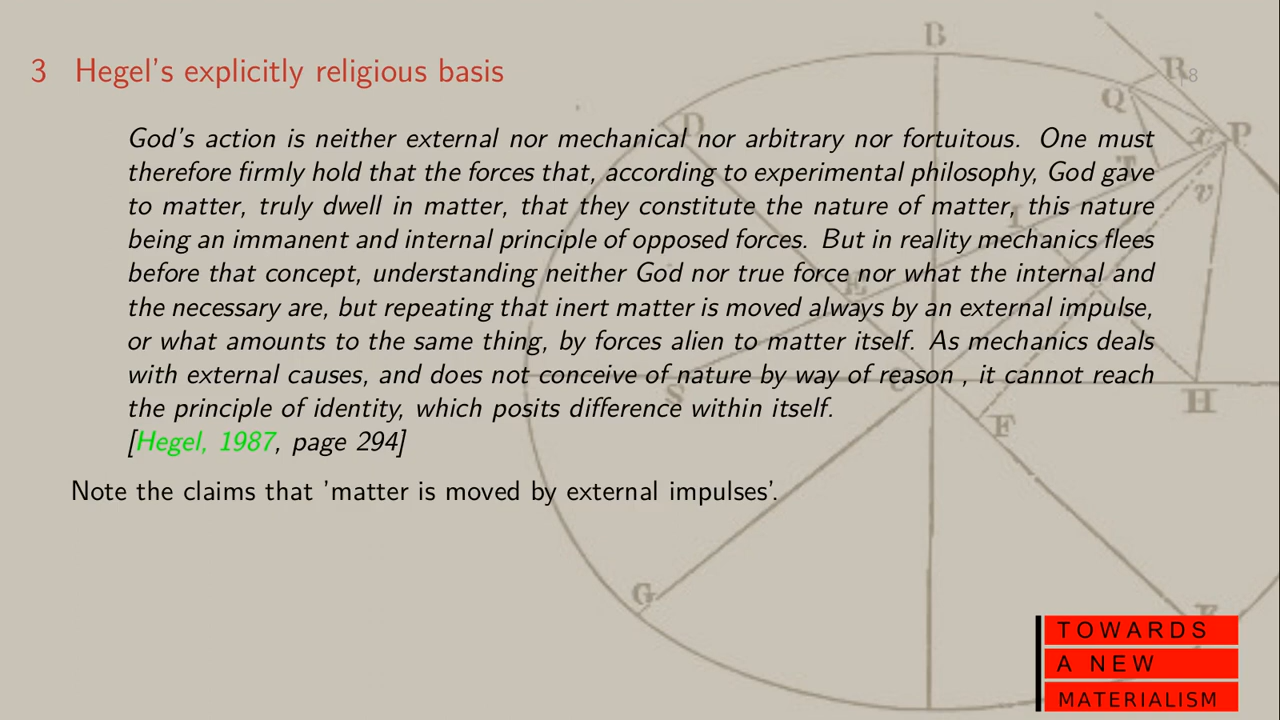 3 Hegel's explicitly religious basis
God's action is neither external nor mechanical nor arbitrary nor fortuitous. One must
therefore firmly hold that the forces that, according to experimental philosophy, God gave
to matter, truly dwell in matter, that they constitute the nature of matter, this nature
being an immanent and internal principle of opposed forces. But in reality mechanics flees
before that concept, understanding neither God nor true force nor what the internal and
the necessary are, but repeating that inert matter is moved always by an external impulse,
or what amounts to the same thing, by forces alien to matter itself. As mechanics deals
with external causes, and does not conceive of nature by way of reason , it cannot reach
the principle of identity, which posits difference within itself.
[Hegel, 1987, page 294]
Note the claims that 'matter is moved by external impulses'.
B
R
Q
D
P
x
T
v
I
E
S
C
H
F
G
TOWARDS
A NEW
MATERIALISM